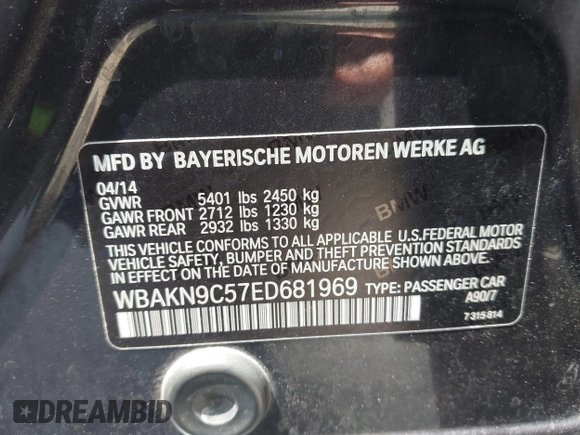 MFD BY BAYERISCHE MOTOREN WERKE AG
04/14
GVWR 5401 lbs 2450 kg
GAWR FRONT 2712 lbs 1230 kg
GAWR REAR 2932 lbs 1330 kg
THIS VEHICLE CONFORMS TO ALL APPLICABLE U.S.FEDERAL MOTOR
VEHICLE SAFETY, BUMPER AND THEFT PREVENTION STANDARDS
IN EFFECT ON THE DATE OF MANUFACTURE SHOWN ABOVE.
WBAKN9C57ED681969 TYPE: PASSENGER CAR
A90/7
7315814
BMW
DREAMBID